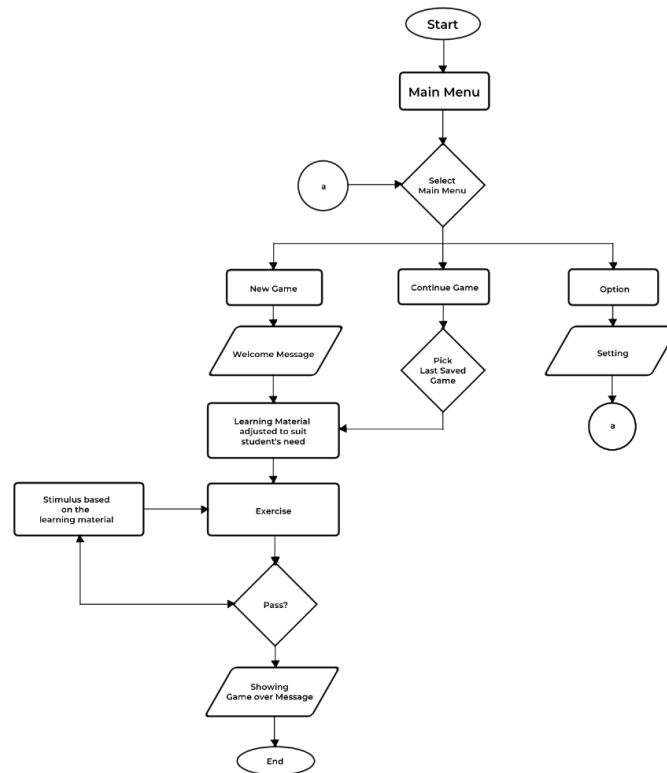 Start
Main Menu
Select
Main Menu
a
New Game
Continue Game
Option
Welcome Message
Pick
Last Saved
Game
Setting
Learning Material
adjusted to suit
student's need
a
Stimulus based
on the
learning material
Exercise
Pass?
Showing
Game over Message
End